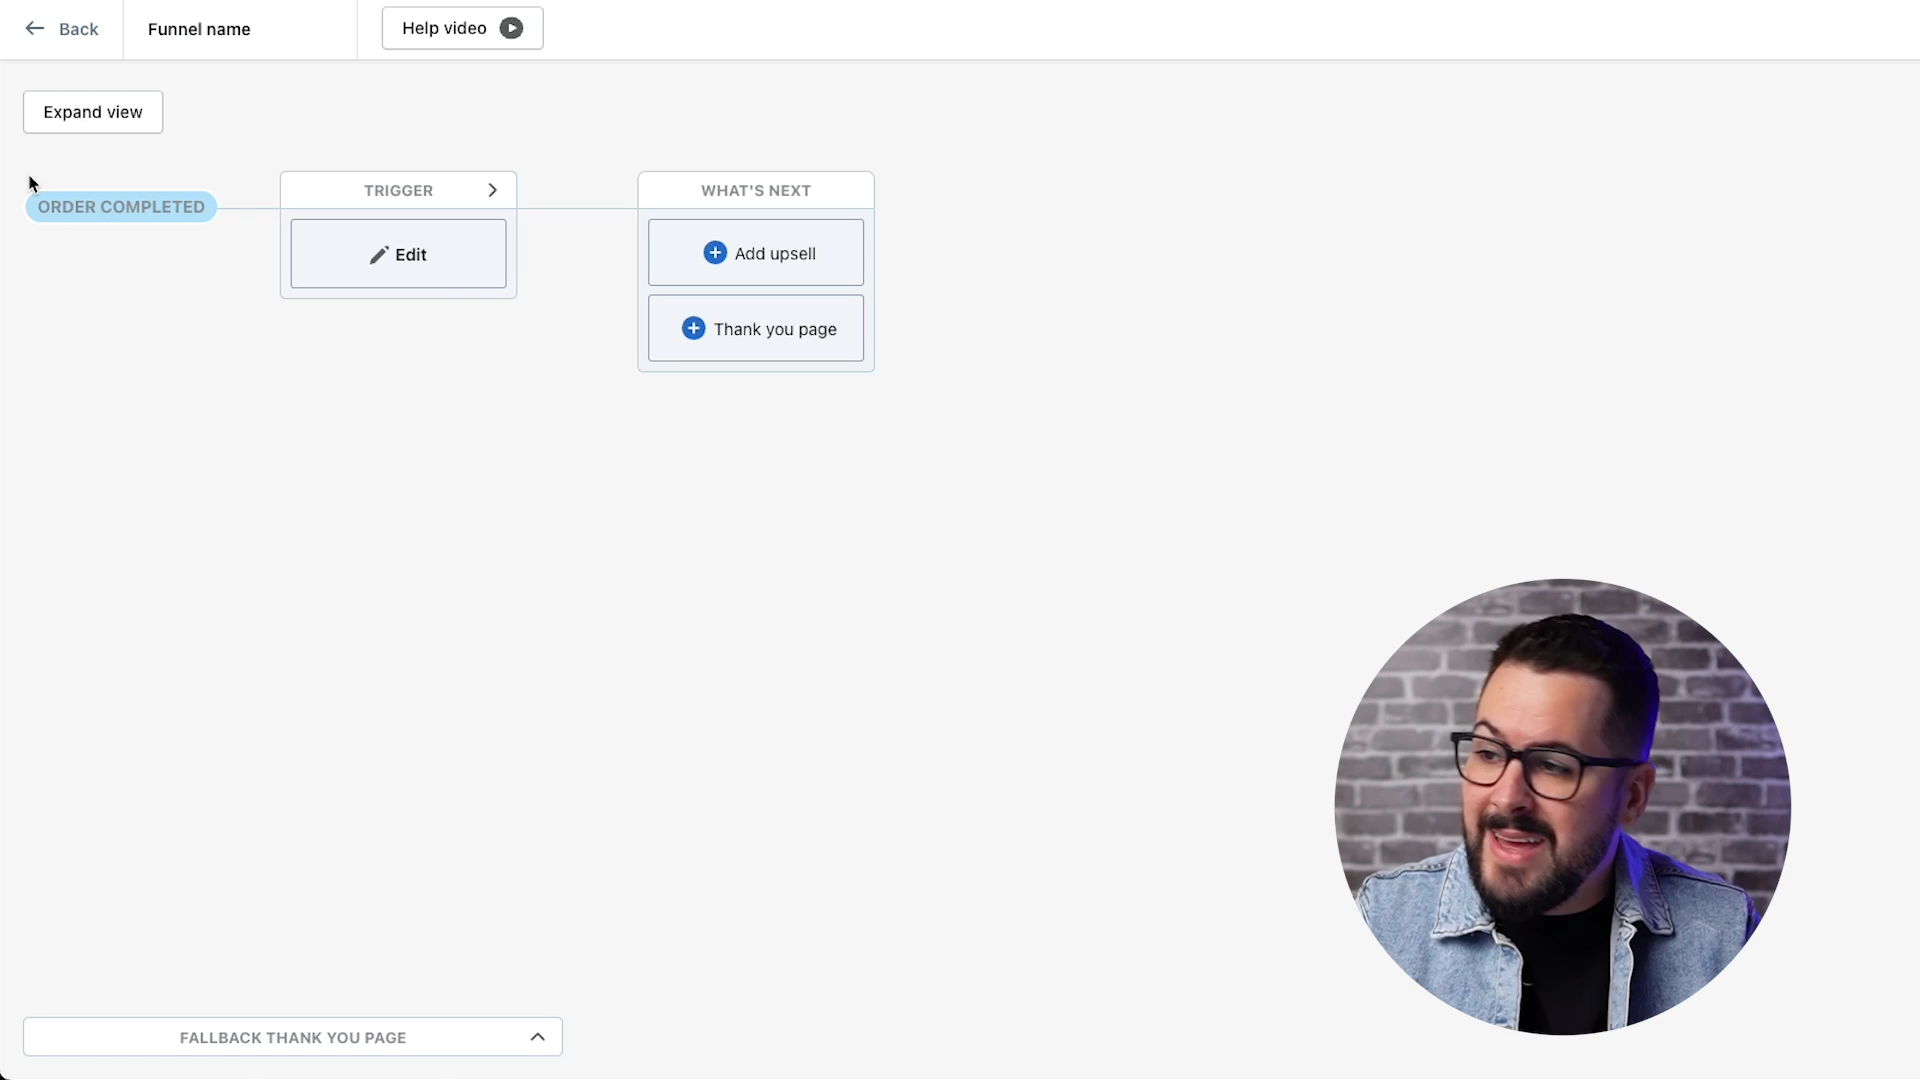 Back
Funnel name
Help video
Expand view
ORDER COMPLETED
TRIGGER
Edit
WHAT'S NEXT
Add upsell
Thank you page
FALLBACK THANK YOU PAGE